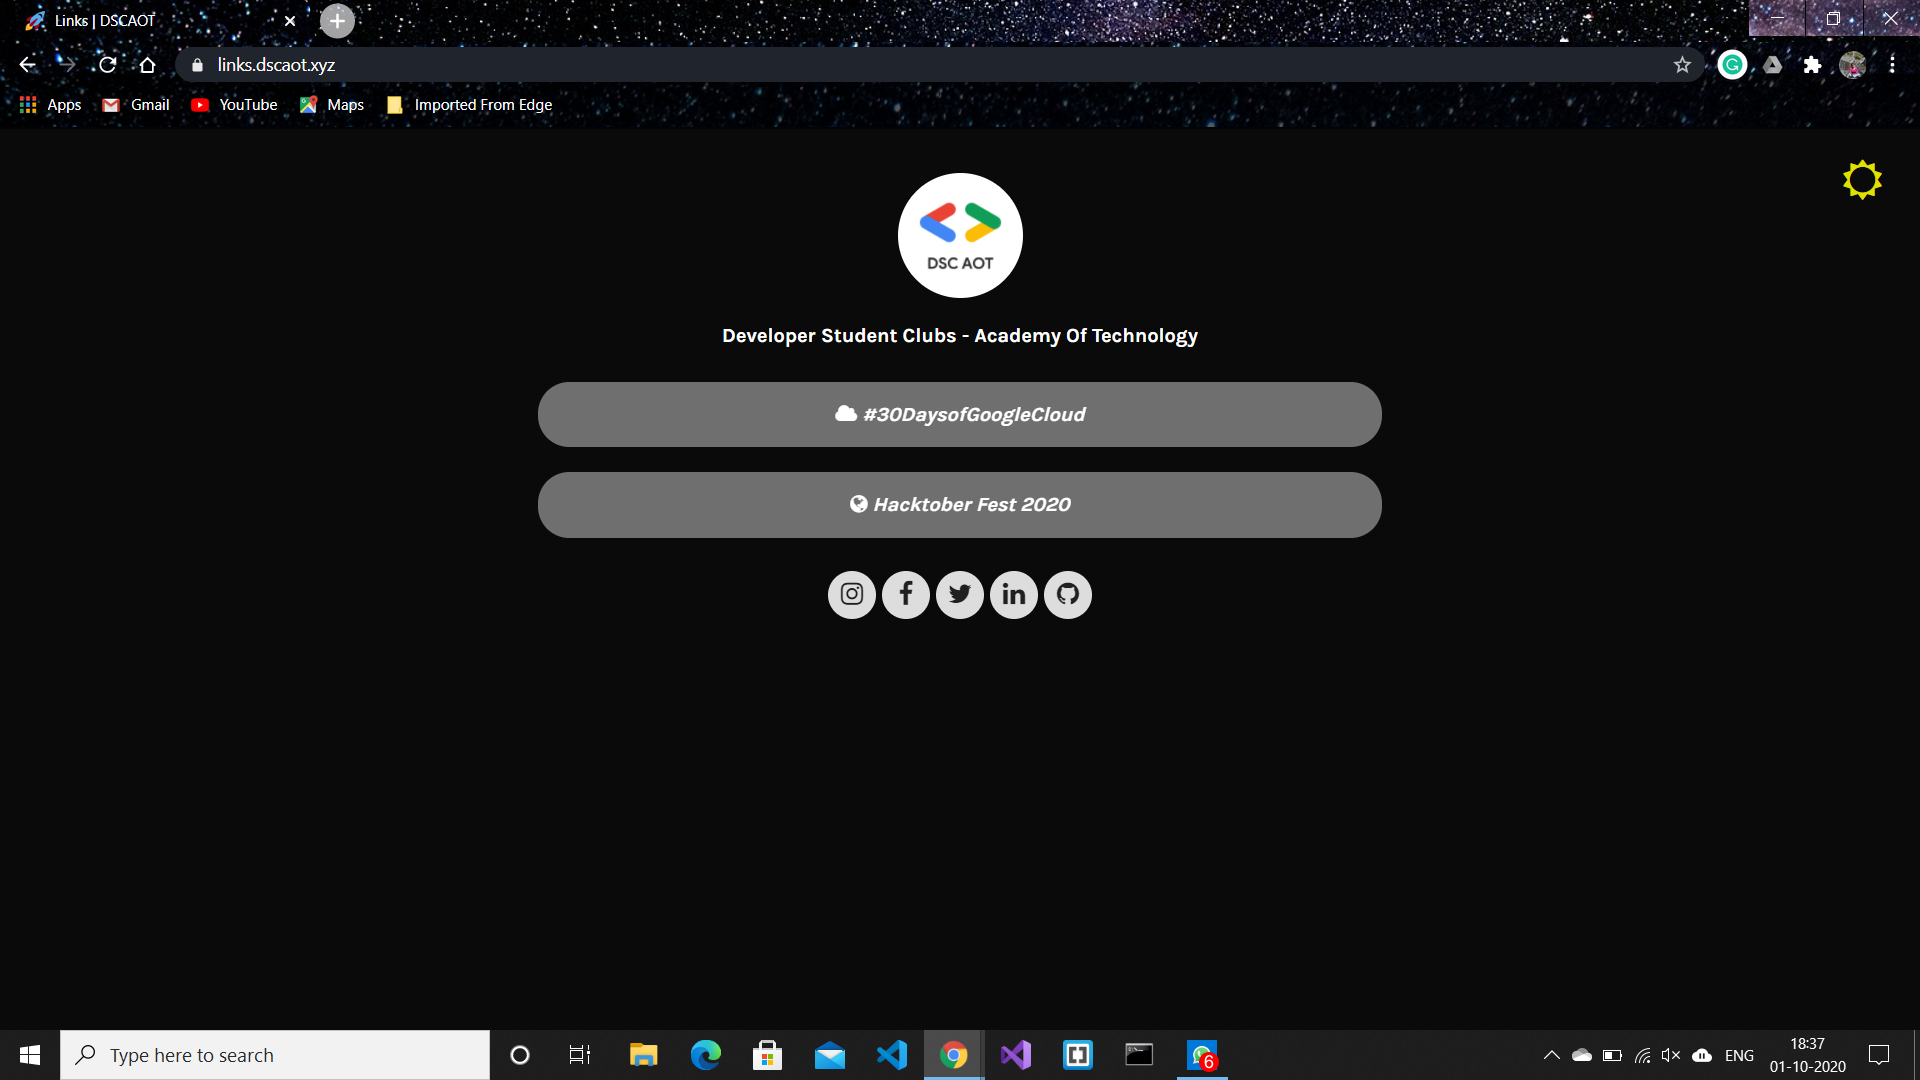 Links | DSCAOT
links.dscaot.xyz
Apps Gmail YouTube Maps Imported From Edge
DSC AOT
Developer Student Clubs - Academy Of Technology
#30DaysofGoogleCloud
Hacktober Fest 2020
Type here to search
6
ENG
18:37
01-10-2020